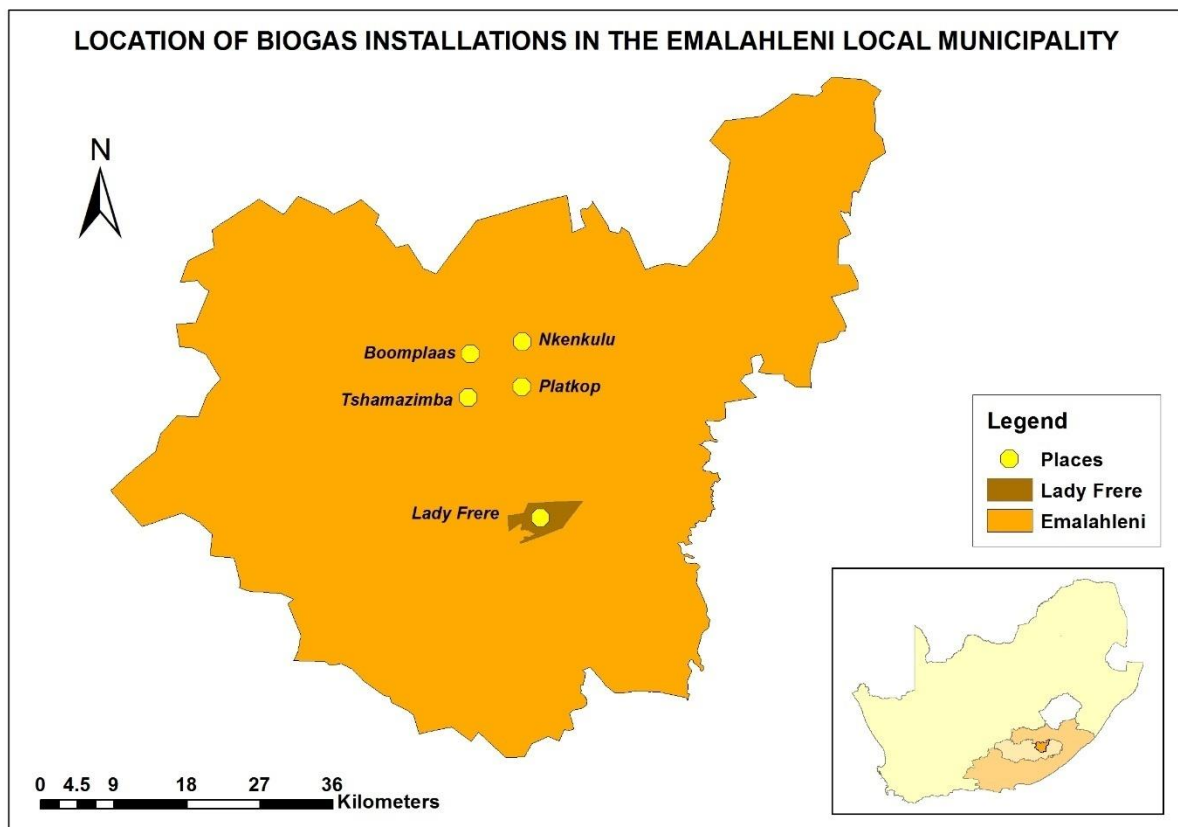 LOCATION OF BIOGAS INSTALLATIONS IN THE EMALAHLENI LOCAL MUNICIPALITY
N
Nkenkulu
Boomplaas
Platkop
Tshamazimba
Lady Frere
Legend
Places
Lady Frere
Emalahleni
0 4.5 9 18 27 36
Kilometers